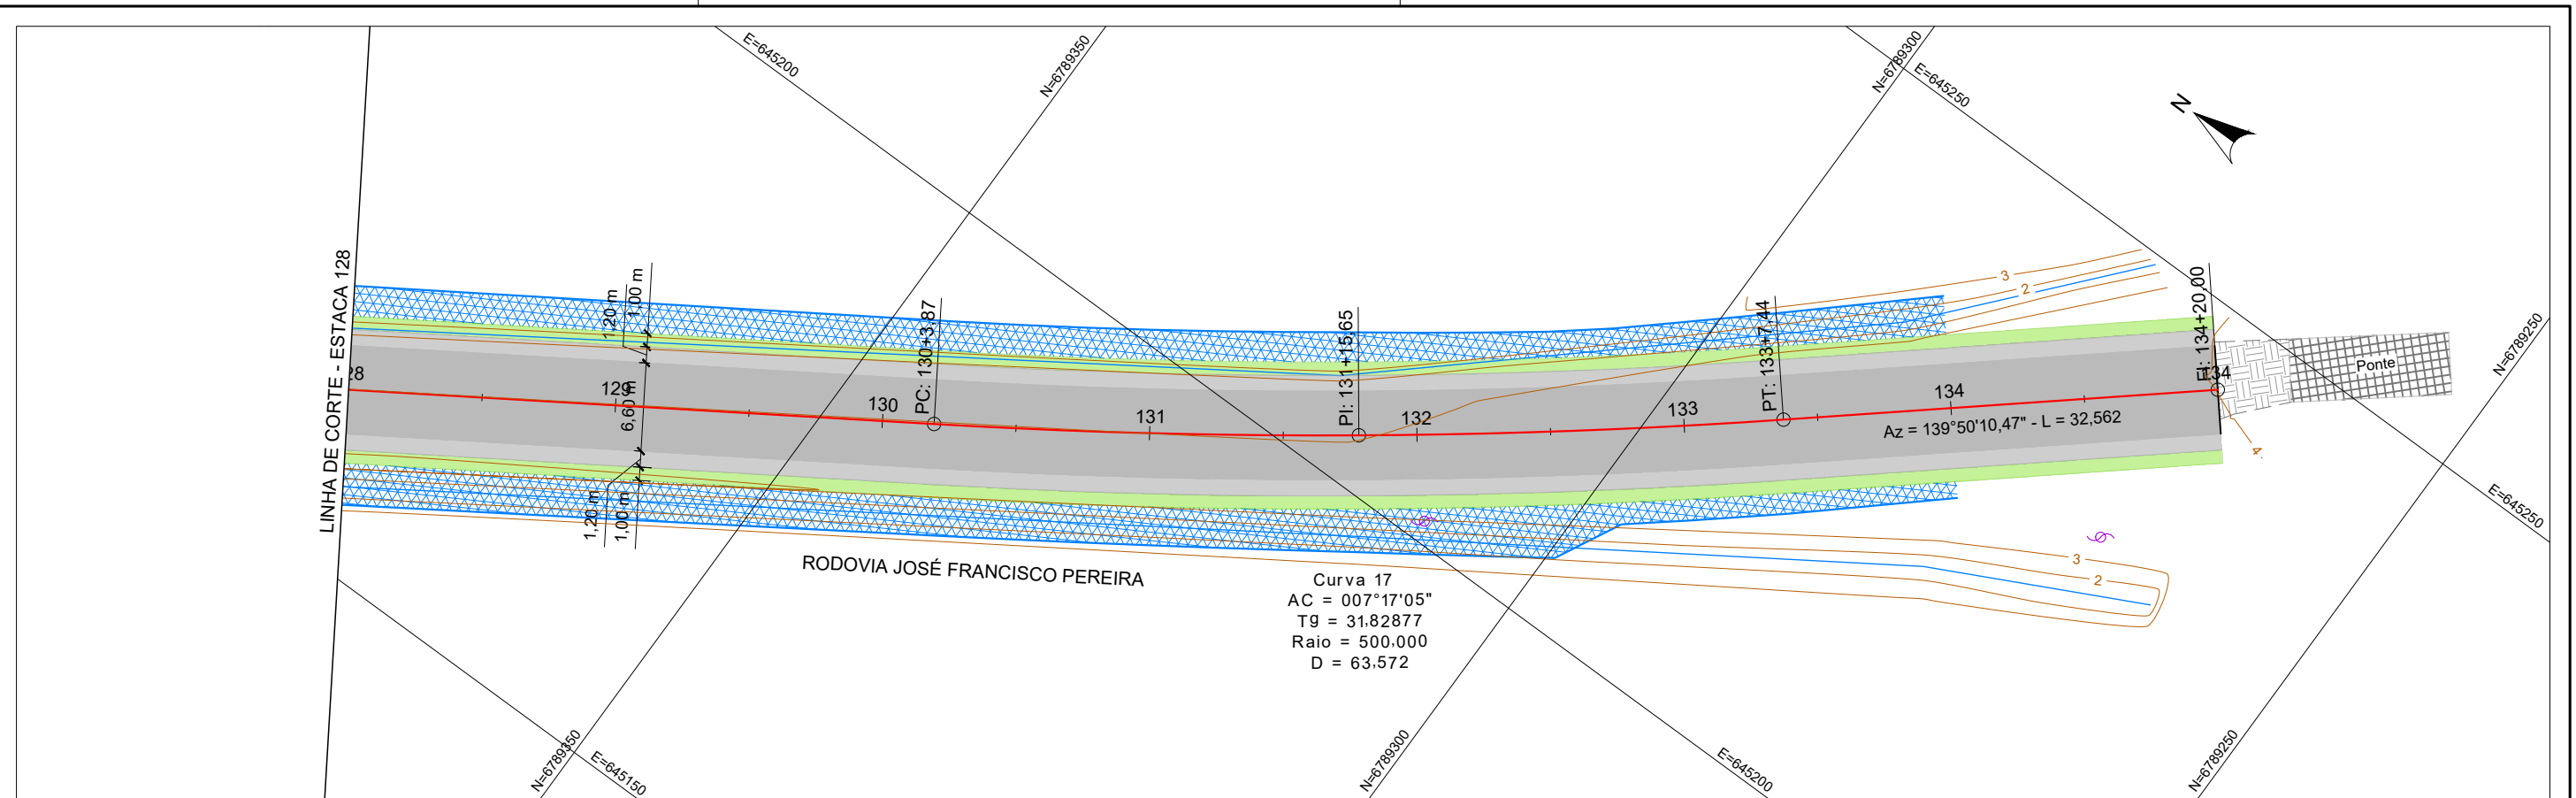 E=645200
N=6789350
N=6789300
E=645250
N
LINHA DE CORTE - ESTACA 128
1,20 m
1,00 m
28
129
6,60 m
130
PC: 130+3,87
131
PI: 131+15,65
132
133
PT: 133+7,44
134
Az = 139°50'10,47" - L = 32,562
3
2
134+20,00
134
Ponte
4
N=6789250
E=645250
1,20 m
1,00 m
RODOVIA JOSÉ FRANCISCO PEREIRA
Curva 17
AC = 007°17'05"
Tg = 31,82877
Raio = 500,000
D = 63,572
3
2
N=6789350
E=645150
N=6789300
E=645200
N=6789250